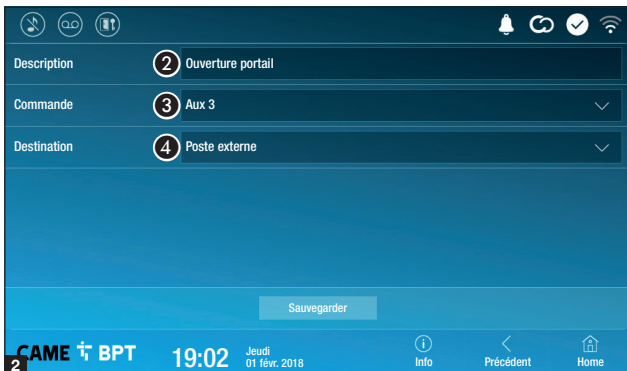 Description 2 Ouverture portail
Commande 3 Aux 3
Destination 4 Poste externe
Sauvegarder
CAME BPT 19:02 Jeudi
01 févr. 2018
Info Précédent Home
2